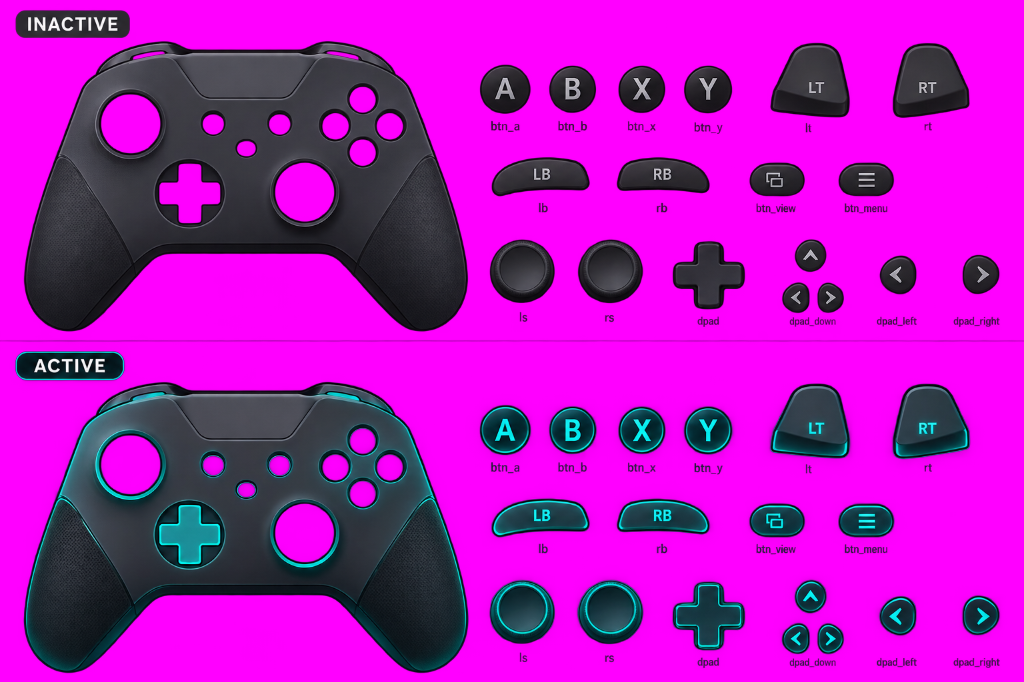 INACTIVE
A B X Y LT RT
btn_a btn_b btn_x btn_y lt rt
LB RB
lb rb btn_view btn_menu
ls rs dpad dpad_down dpad_left dpad_right
ACTIVE
A B X Y LT RT
btn_a btn_b btn_x btn_y lt rt
LB RB
lb rb btn_view btn_menu
ls rs dpad dpad_down dpad_left dpad_right